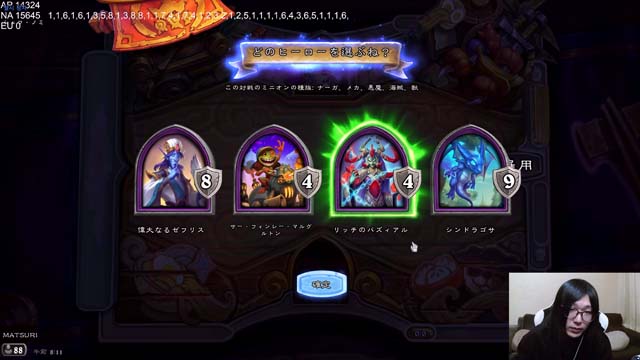 AP 14324
NA 15645 1,1,6,1,6,1,3,5,8,1,3,8,8,1,1,7,4,1,7,4,1,2,3,2,1,2,5,1,1,1,1,6,4,3,6,5,1,1,1,6,
EU 0
どのヒーローを選ぶね？
この対戦のミニオンの種族: ナーガ、メカ、悪魔、海賊、獣
8
4
4
9
用
偉大なるゼフリス
サー・フィンレー・マルグルトン
リッチのバズィアル
シンドラゴサ
確定
MATSURI
88
8:11